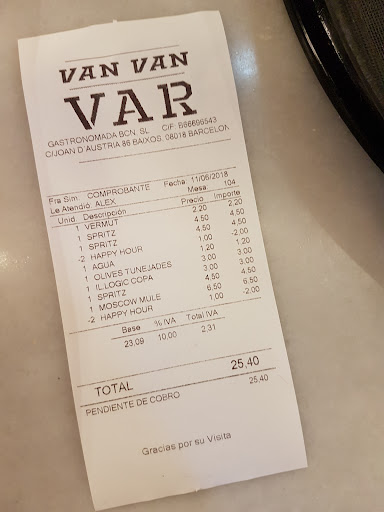 VAN VAN
VAR
GASTRONOMADA BCN, SL CIF: B66696543
C/JOAN D'AUSTRIA 86 BAIXOS, 08018 BARCELON
Fra Sim: COMPROBANTE Fecha: 11/06/2018
Le Atendió: ALEX Mesa: 104
Unid. Descripción Precio Importe
1 VERMUT 2,20 2,20
1 SPRITZ 4,50 4,50
1 SPRITZ 4,50 4,50
-2 HAPPY HOUR 1,00 -2,00
1 AGUA 1,20 1,20
1 OLIVES TUNEJADES 3,00 3,00
1 IL.LOGIC COPA 3,00 3,00
1 SPRITZ 4,50 4,50
1 MOSCOW MULE 6,50 6,50
-2 HAPPY HOUR 1,00 -2,00
Base % IVA Total IVA
23,09 10,00 2,31
TOTAL 25,40
PENDIENTE DE COBRO 25,40
Gracias por su Visita